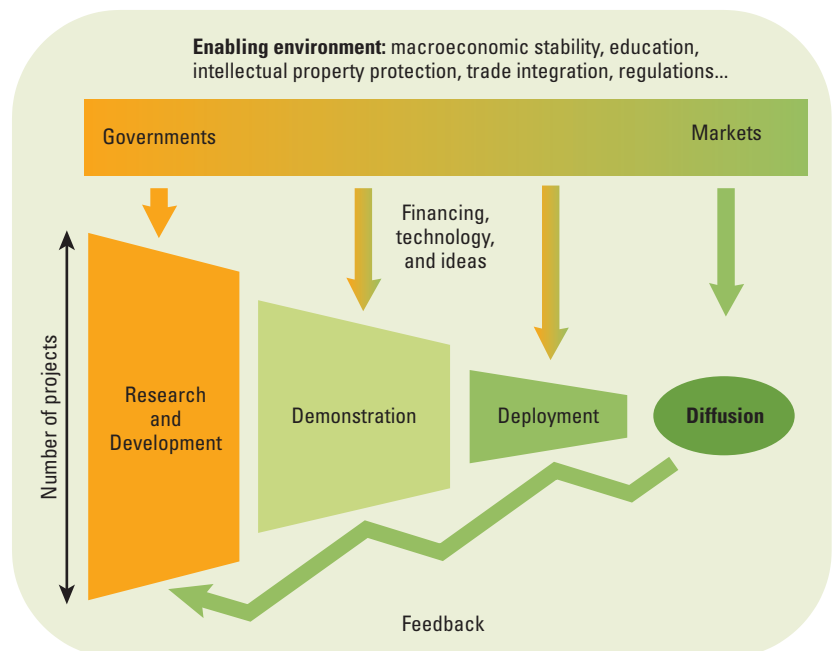 Enabling environment: macroeconomic stability, education,
intellectual property protection, trade integration, regulations...
Governments
Markets
Financing,
technology,
and ideas
Number of projects
Research
and
Development
Demonstration
Deployment
Diffusion
Feedback